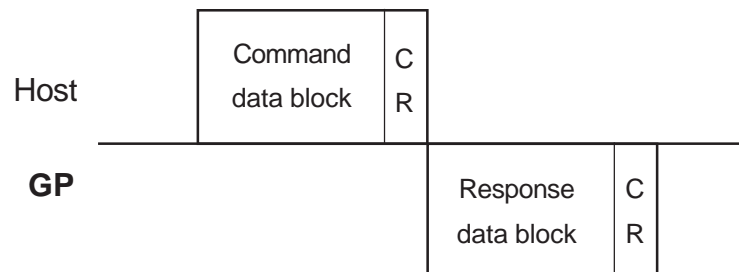 Host
Command
data block
C
R
GP
Response
data block
C
R